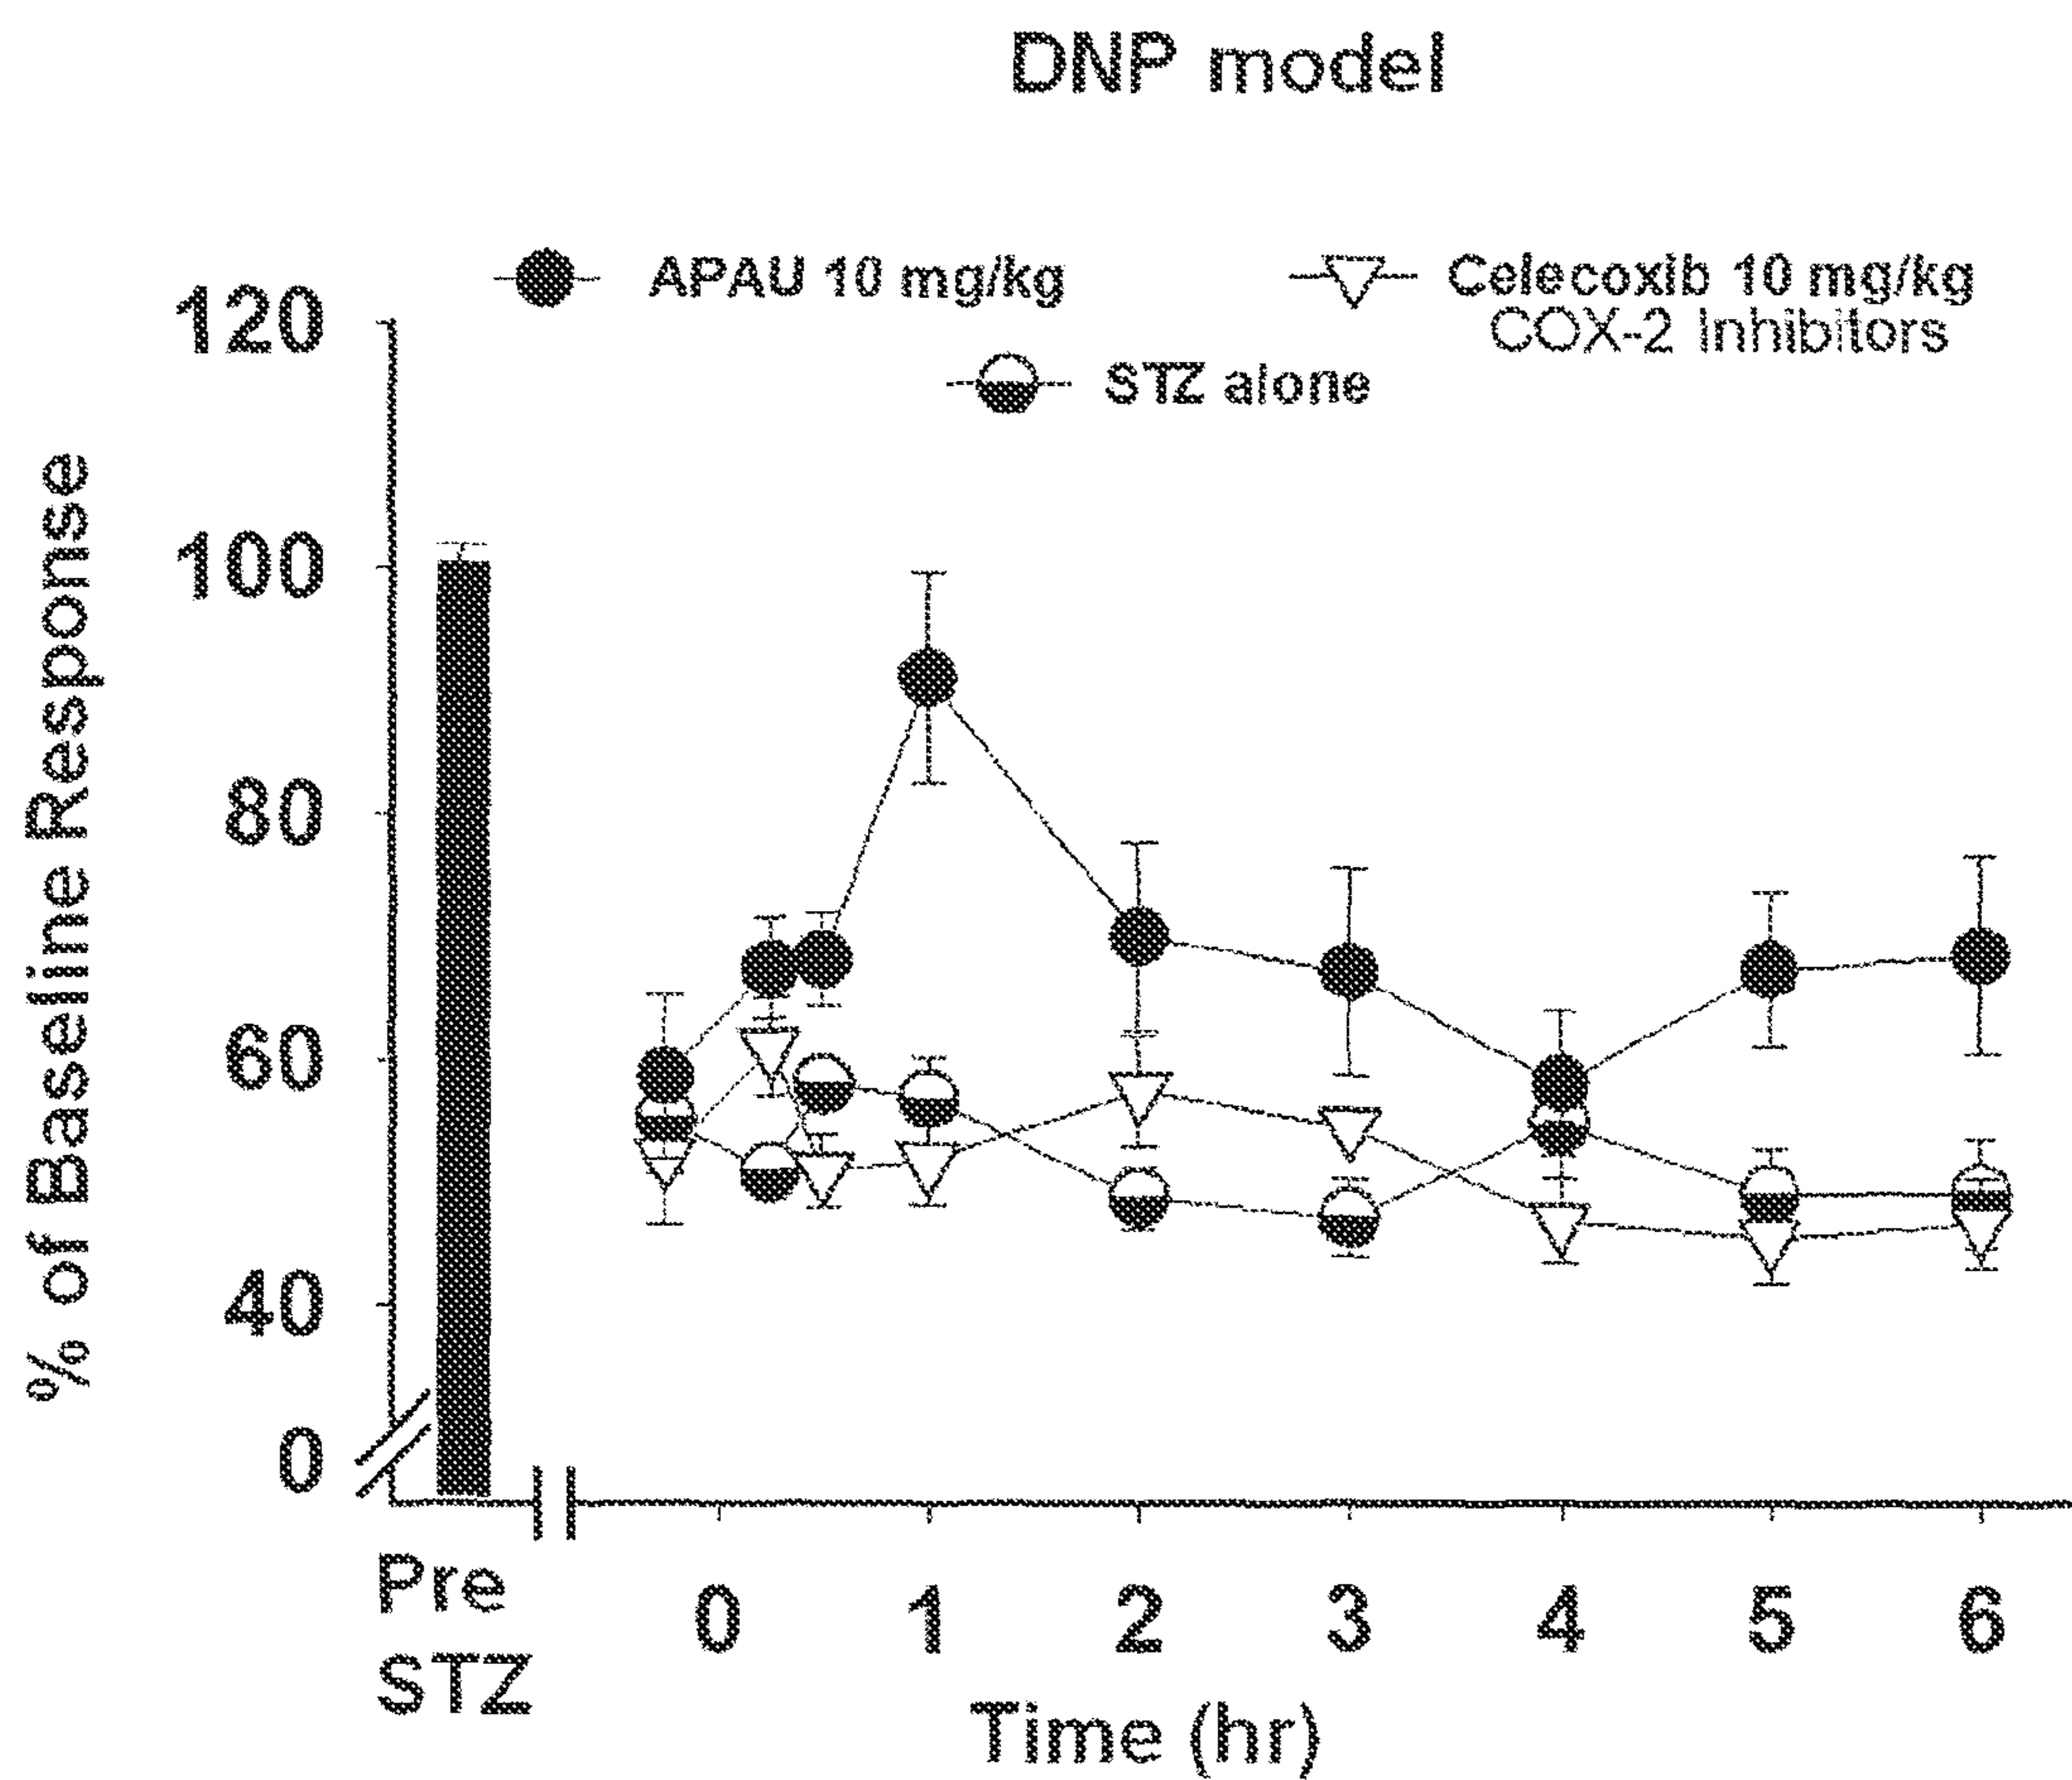 DNP model
APAU 10 mg/kg
Celecoxib 10 mg/kg
COX-2 Inhibitors
STZ alone
% of Baseline Response
120
100
80
60
40
0
Pre
STZ
0 1 2 3 4 5 6
Time (hr)